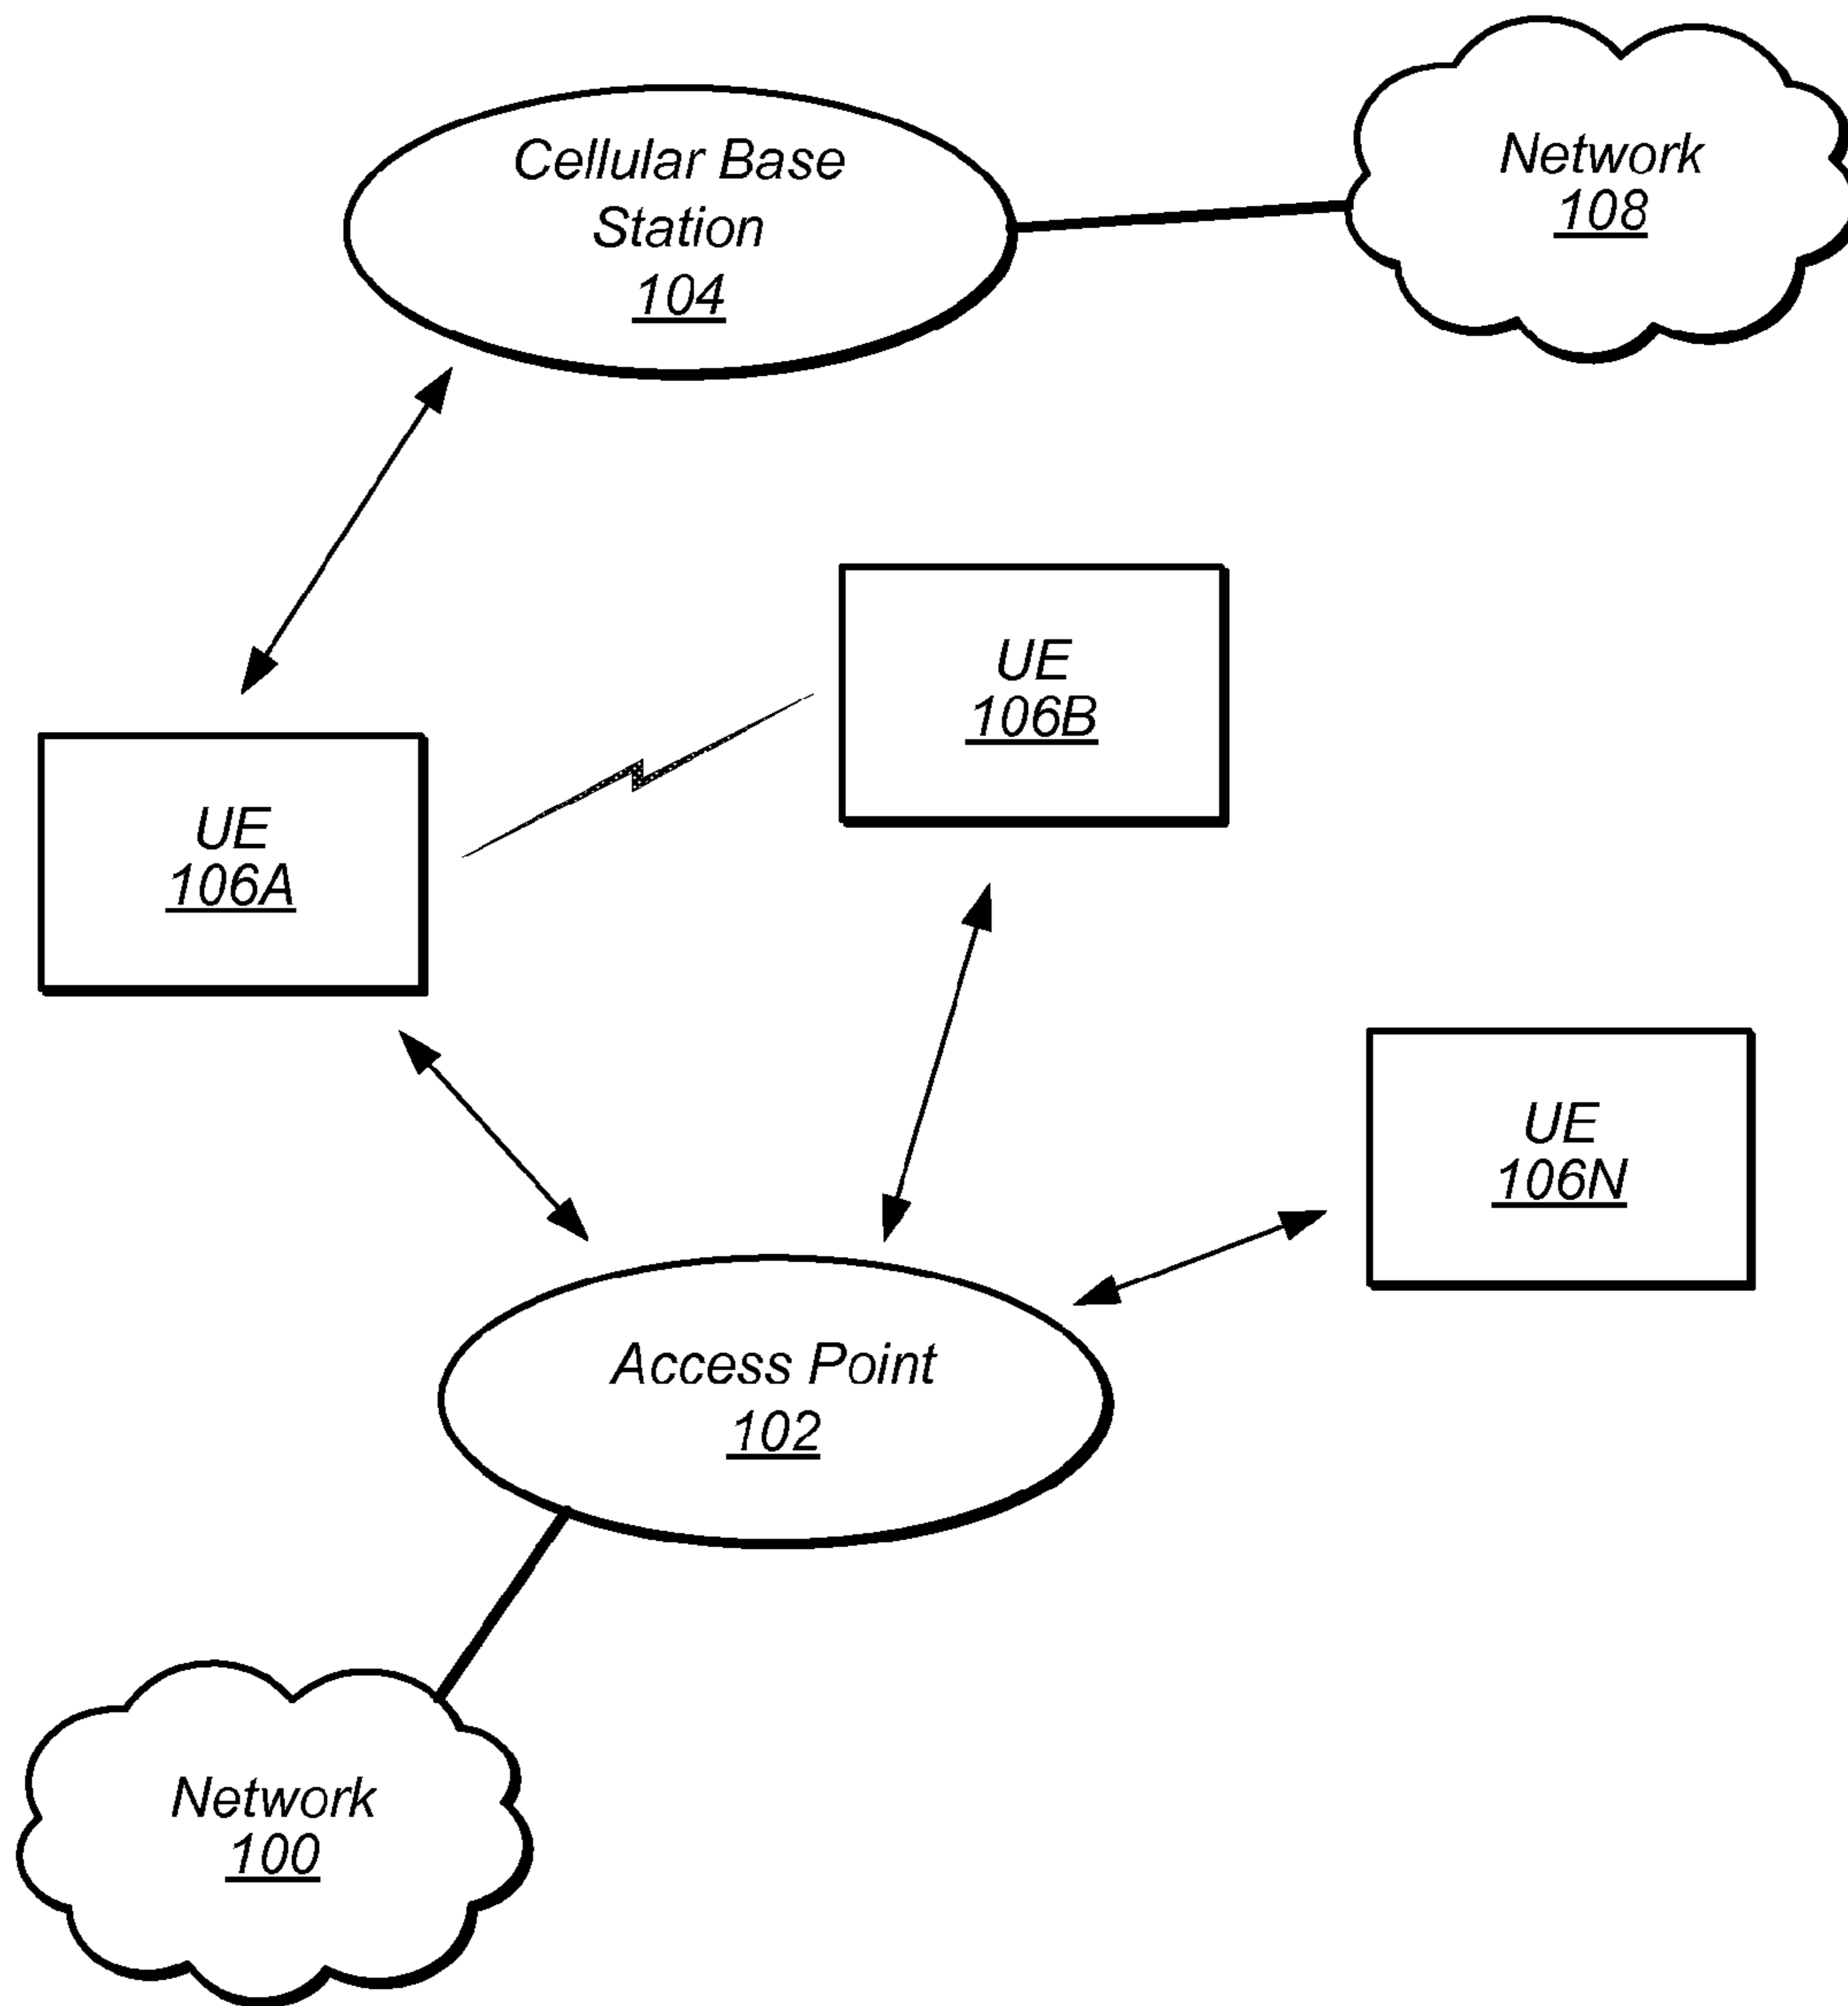 Cellular Base
Station
104
Network
108
UE
106B
UE
106A
UE
106N
Access Point
102
Network
100